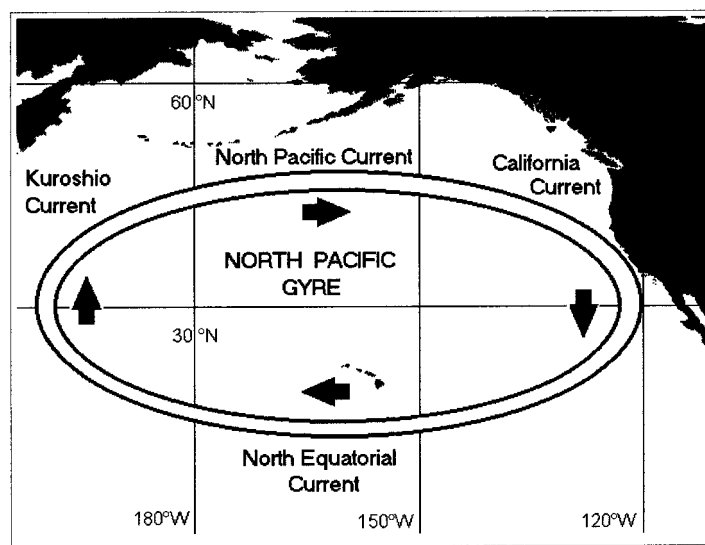 60 °N
North Pacific Current
California
Current
Kuroshio
Current
NORTH PACIFIC
GYRE
30 °N
North Equatorial
Current
180°W
150°W
120°W